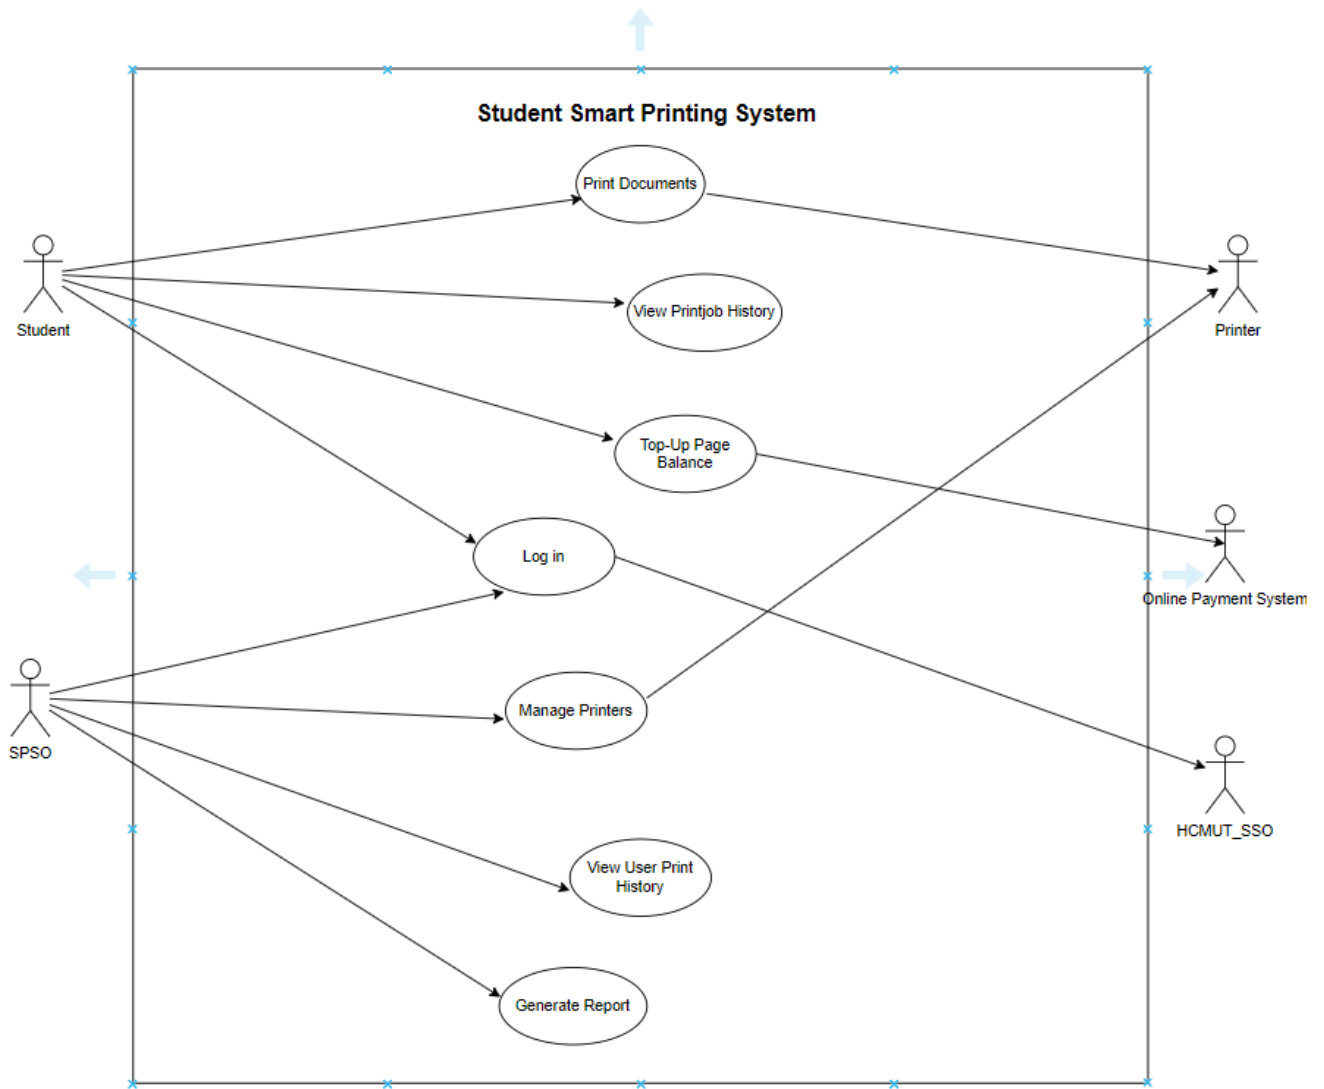 Student Smart Printing System
Print Documents
View Printjob History
Student
Printer
Top-Up Page
Balance
Log in
Online Payment System
Manage Printers
SPSO
HCMUT_SSO
View User Print
History
Generate Report